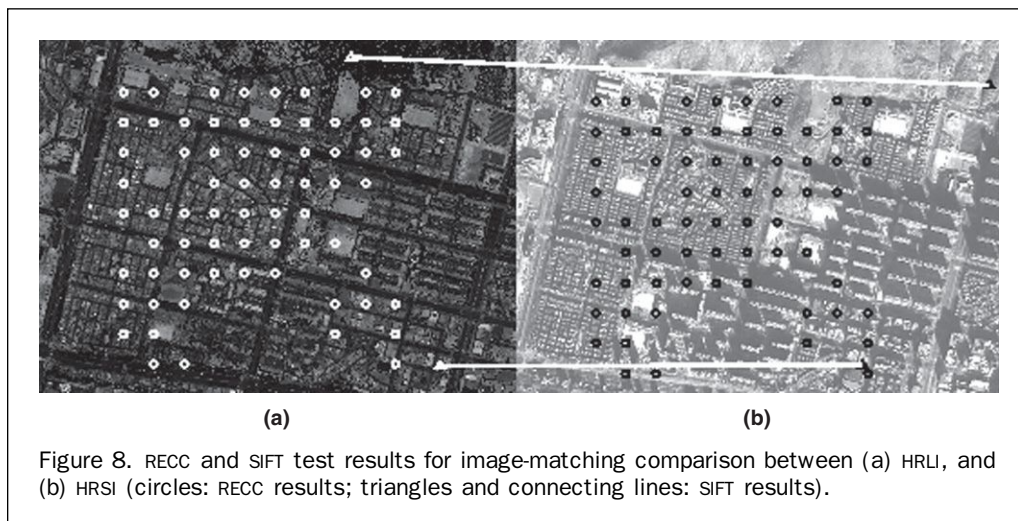 (a)
(b)
Figure 8. RECC and SIFT test results for image-matching comparison between (a) HRLI, and
(b) HRSI (circles: RECC results; triangles and connecting lines: SIFT results).